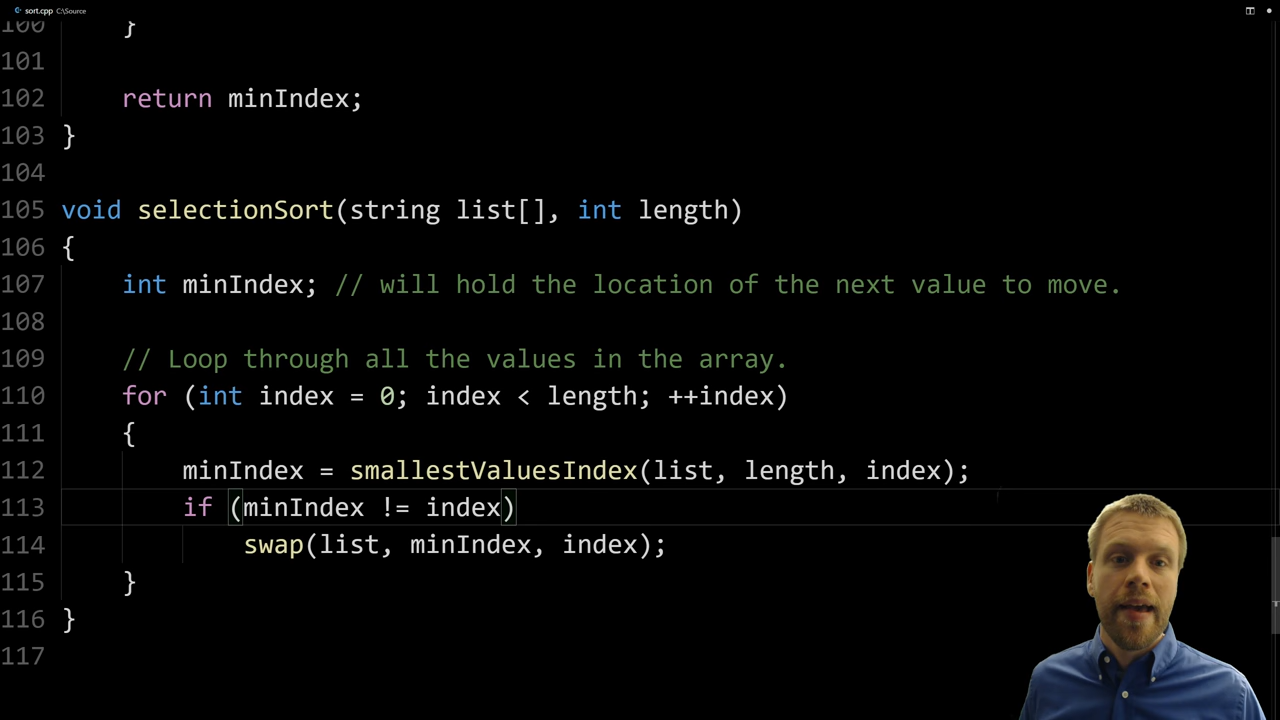 sort.cpp C:\Source
100 }
101
102 return minIndex;
103 }
104
105 void selectionSort(string list[], int length)
106 {
107 int minIndex; // will hold the location of the next value to move.
108
109 // Loop through all the values in the array.
110 for (int index = 0; index < length; ++index)
111 {
112 minIndex = smallestValuesIndex(list, length, index);
113 if (minIndex != index)
114 swap(list, minIndex, index);
115 }
116 }
117